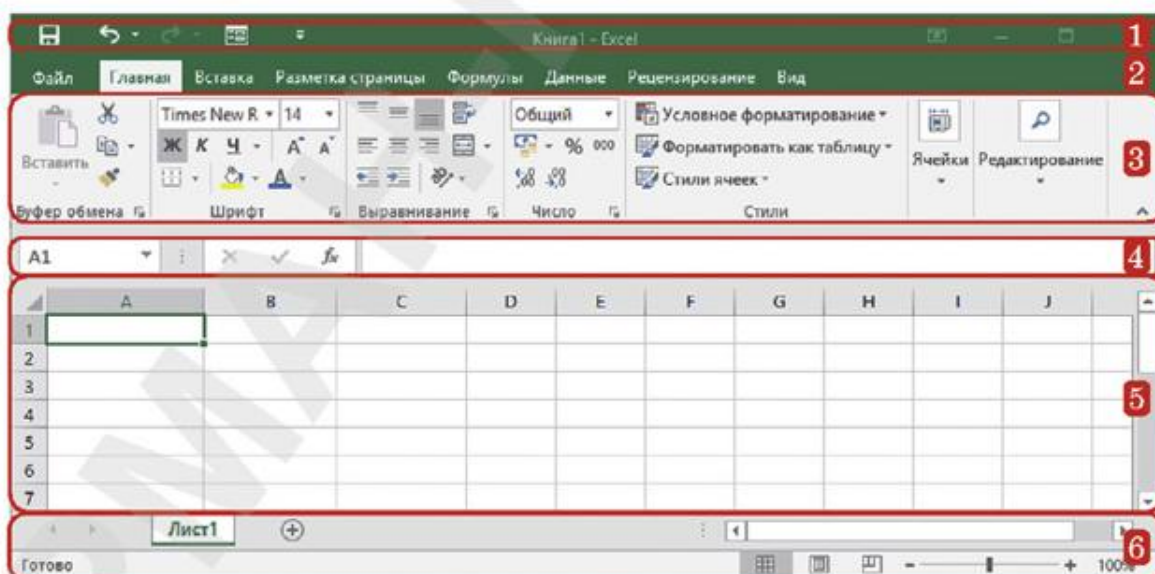 Книга1 - Excel 1
Файл Главная Вставка Разметка страницы Формулы Данные Рецензирование Вид 2
Вставить
Буфер обмена
Times New R 14
Ж К Ч
А А
А
Шрифт
Выравнивание
Общий
% 000
Число
Условное форматирование
Форматировать как таблицу
Стили ячеек
Стили
Ячейки
Редактирование
3
A1 fx 4
A B C D E F G H I J
1
2
3
4
5
6
7
5
Лист1
Готово 100% 6